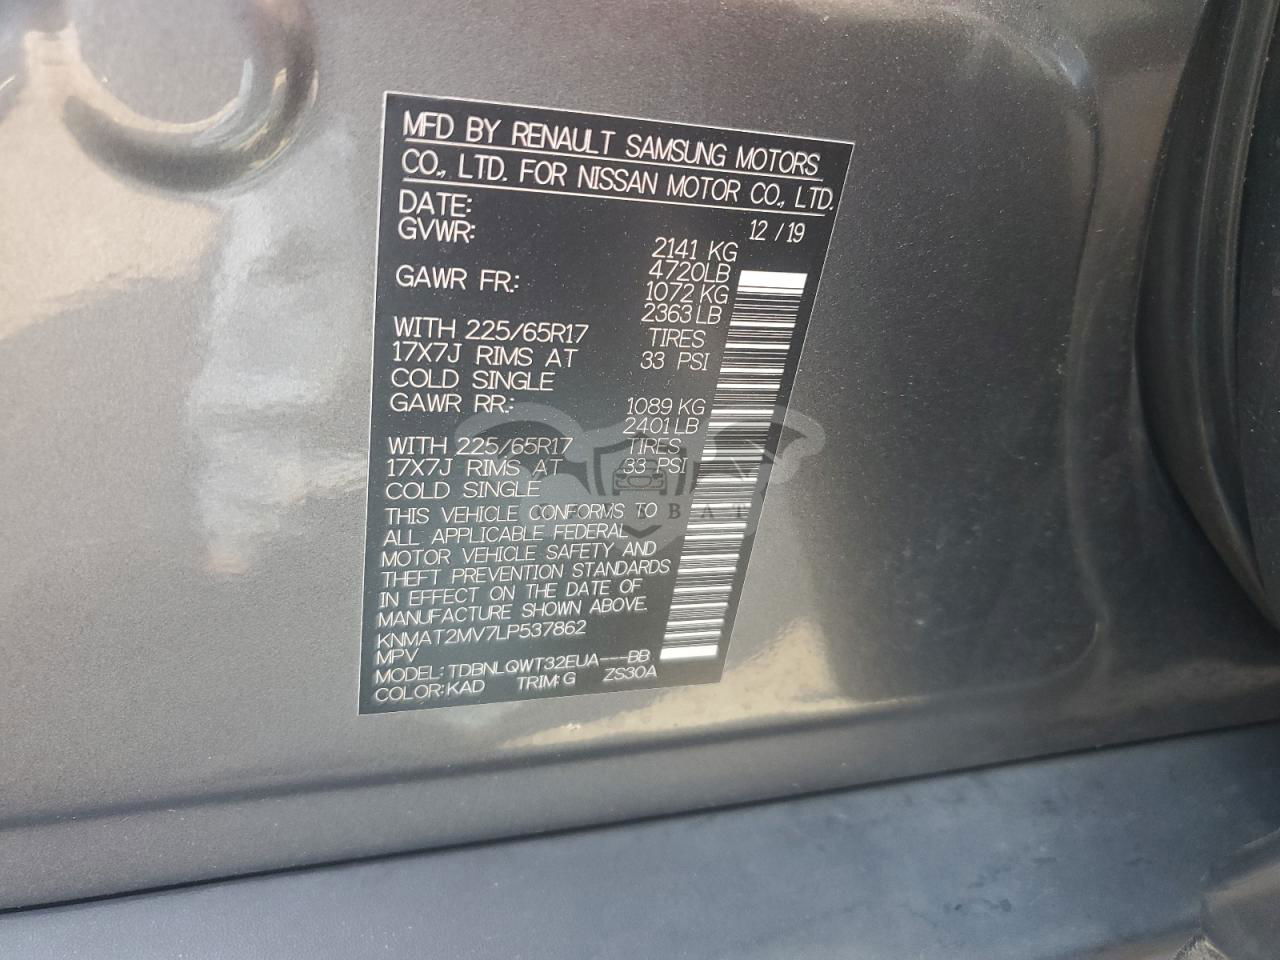 MFD BY RENAULT SAMSUNG MOTORS
CO., LTD. FOR NISSAN MOTOR CO., LTD.
DATE: 12 / 19
GVWR: 2141 KG
4720LB
GAWR FR.: 1072 KG
2363 LB
WITH 225/65R17 TIRES
17X7J RIMS AT 33 PSI
COLD SINGLE
GAWR RR.: 1089 KG
2401 LB
WITH 225/65R17 TIRES
17X7J RIMS AT 33 PSI
COLD SINGLE
THIS VEHICLE CONFORMS TO
ALL APPLICABLE FEDERAL
MOTOR VEHICLE SAFETY AND
THEFT PREVENTION STANDARDS
IN EFFECT ON THE DATE OF
MANUFACTURE SHOWN ABOVE.
KNMAT2MV7LP537862
MPV
MODEL: TDBNLQWT32EUA---BB
COLOR: KAD TRIM: G ZS30A